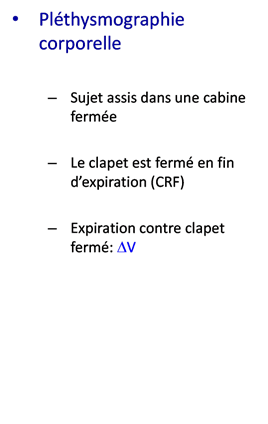 • Pléthysmographie
corporelle
– Sujet assis dans une cabine
fermée
– Le clapet est fermé en fin
d’expiration (CRF)
– Expiration contre clapet
fermé: ΔV